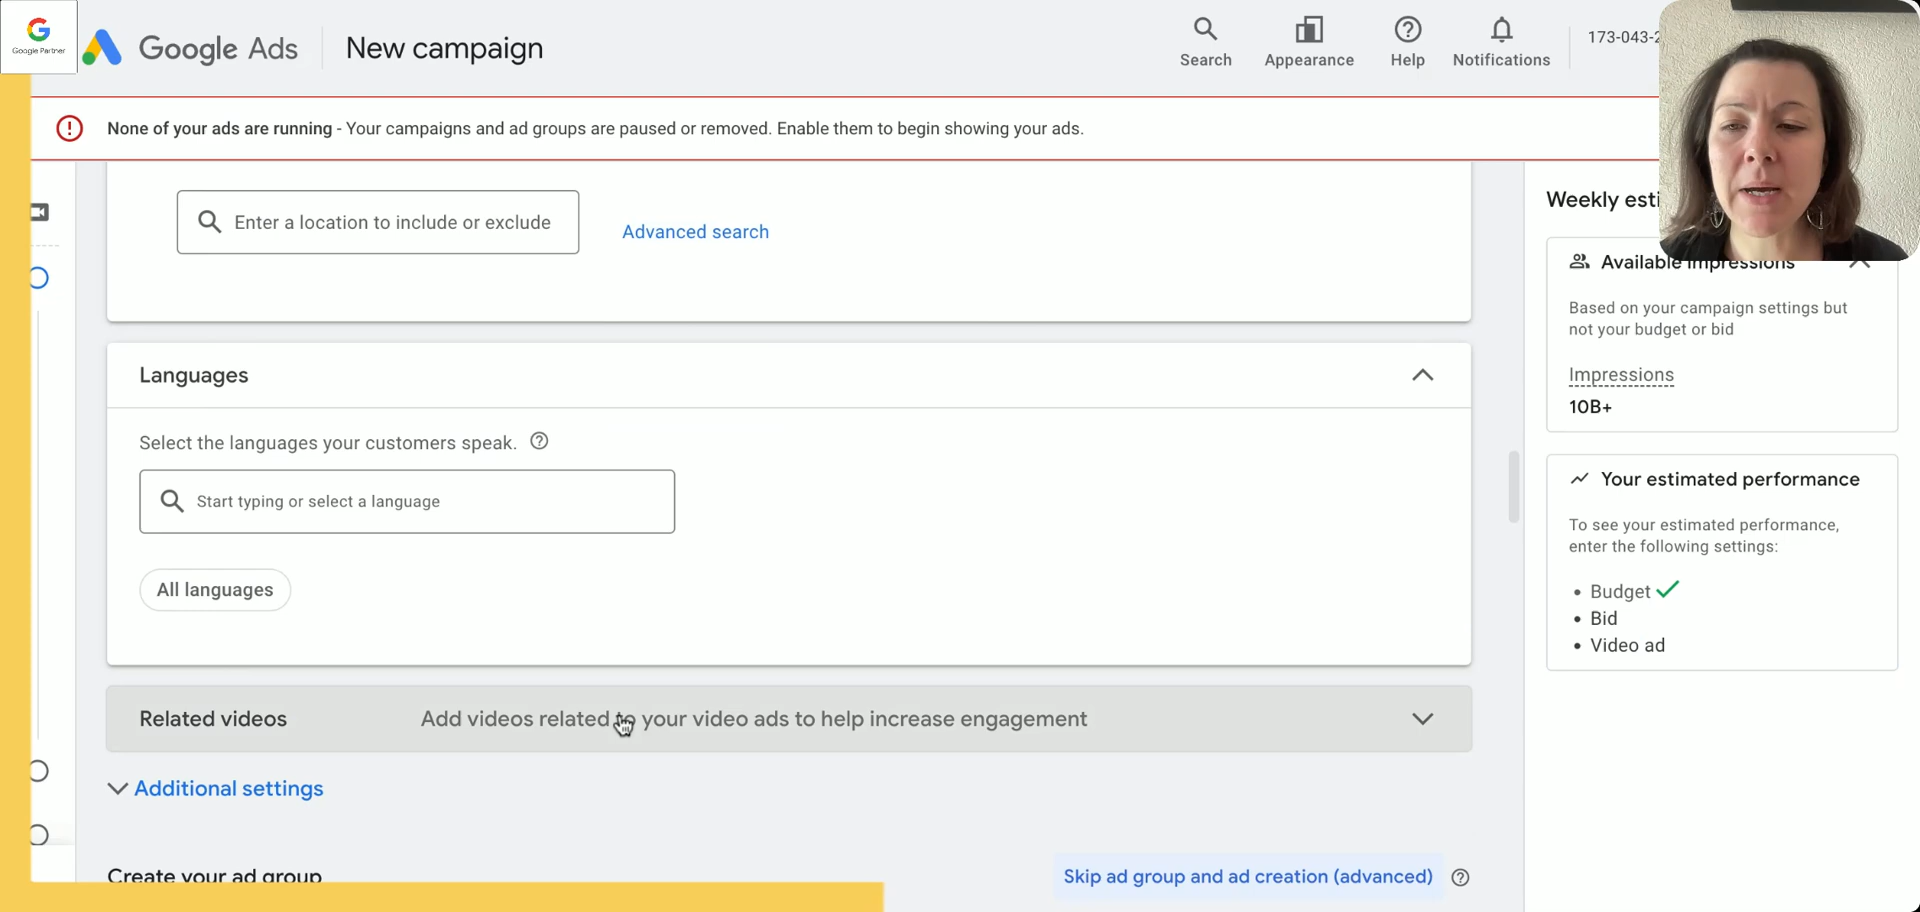 Google Partner
Google Ads
New campaign
Search
Appearance
Help
Notifications
173-043-2
None of your ads are running - Your campaigns and ad groups are paused or removed. Enable them to begin showing your ads.
Enter a location to include or exclude
Advanced search
Languages
Select the languages your customers speak.
Start typing or select a language
All languages
Related videos
Add videos related to your video ads to help increase engagement
Additional settings
Create your ad group
Skip ad group and ad creation (advanced)
Weekly esti
Available impressions
Based on your campaign settings but
not your budget or bid
Impressions
10B+
Your estimated performance
To see your estimated performance,
enter the following settings:
• Budget
• Bid
• Video ad